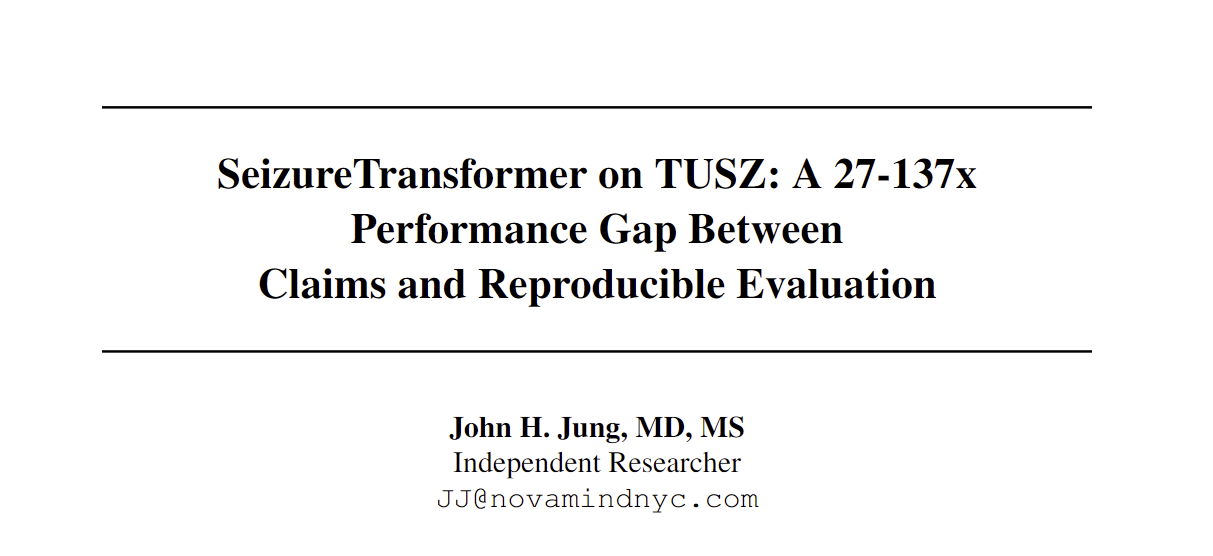 SeizureTransformer on TUSZ: A 27-137x
Performance Gap Between
Claims and Reproducible Evaluation
John H. Jung, MD, MS
Independent Researcher
JJ@novamindnyc.com